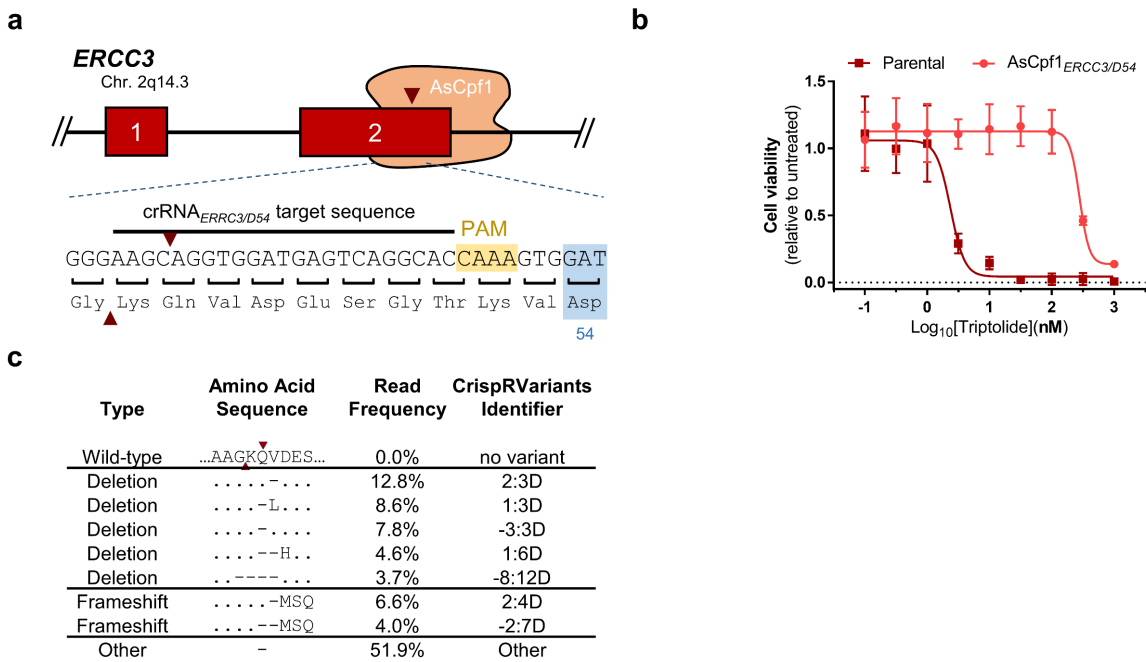 a
ERCC3
Chr. 2q14.3
AsCpf1
1
2
crRNAERRC3/D54 target sequence
PAM
GGGAAGCAGGTGGATGAGTCAGGCACCAAAGTGGAT
Gly Lys Gln Val Asp Glu Ser Gly Thr Lys Val Asp
54
b
Parental
AsCpf1ERCC3/D54
Cell viability
(relative to untreated)
1.5
1.0
0.5
0.0
-1 0 1 2 3
Log10[Triptolide](nM)
c
Type Amino Acid Sequence Read Frequency CrispRVariants Identifier
Wild-type ...AAGKQVDES... 0.0% no variant
Deletion .....-... 12.8% 2:3D
Deletion ....-L... 8.6% 1:3D
Deletion ....-.... 7.8% -3:3D
Deletion ....--H.. 4.6% 1:6D
Deletion ..----... 3.7% -8:12D
Frameshift .....-MSQ 6.6% 2:4D
Frameshift ....--MSQ 4.0% -2:7D
Other - 51.9% Other